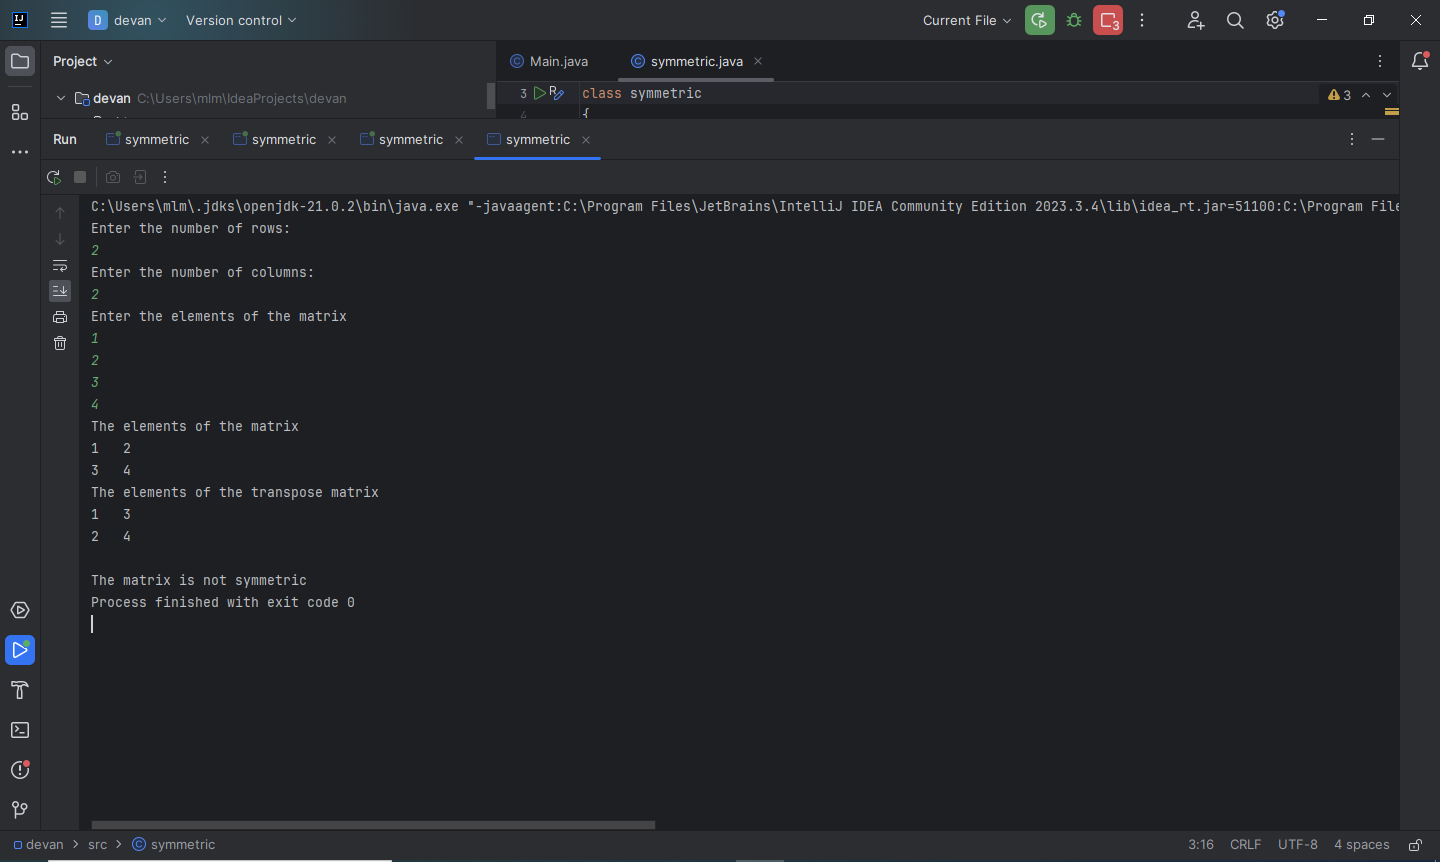 D devan Version control Current File 3
Project Main.java symmetric.java
devan C:\Users\mlm\IdeaProjects\devan 3 class symmetric 3
4 {
Run symmetric symmetric symmetric symmetric
C:\Users\mlm\.jdks\openjdk-21.0.2\bin\java.exe "-javaagent:C:\Program Files\JetBrains\IntelliJ IDEA Community Edition 2023.3.4\lib\idea_rt.jar=51100:C:\Program File
Enter the number of rows:
2
Enter the number of columns:
2
Enter the elements of the matrix
1
2
3
4
The elements of the matrix
1 2
3 4
The elements of the transpose matrix
1 3
2 4
The matrix is not symmetric
Process finished with exit code 0
devan > src > symmetric 3:16 CRLF UTF-8 4 spaces